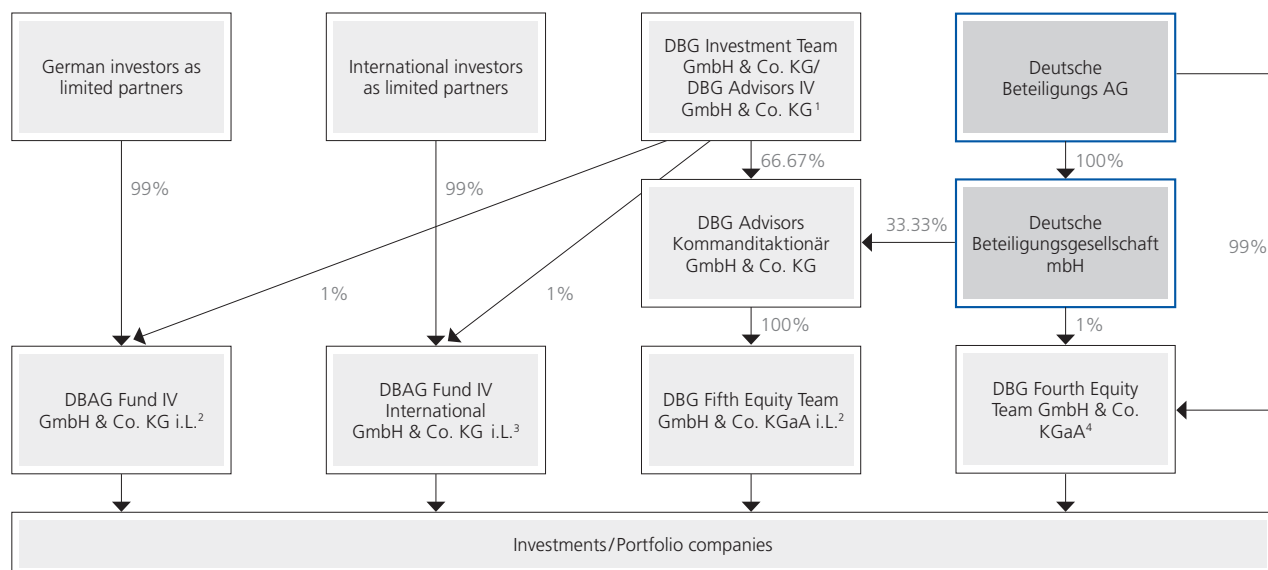 German investors as
limited partners
International investors
as limited partners
DBG Investment Team
GmbH & Co. KG/
DBG Advisors IV
GmbH & Co. KG¹
Deutsche
Beteiligungs AG
99%
99%
66.67%
100%
DBG Advisors
Kommanditaktionär
GmbH & Co. KG
33.33%
Deutsche
Beteiligungsgesellschaft
mbH
99%
1%
1%
100%
1%
DBAG Fund IV
GmbH & Co. KG i.L.²
DBAG Fund IV
International
GmbH & Co. KG i.L.³
DBG Fifth Equity Team
GmbH & Co. KGaA i.L.²
DBG Fourth Equity
Team GmbH & Co.
KGaA⁴
Investments/Portfolio companies